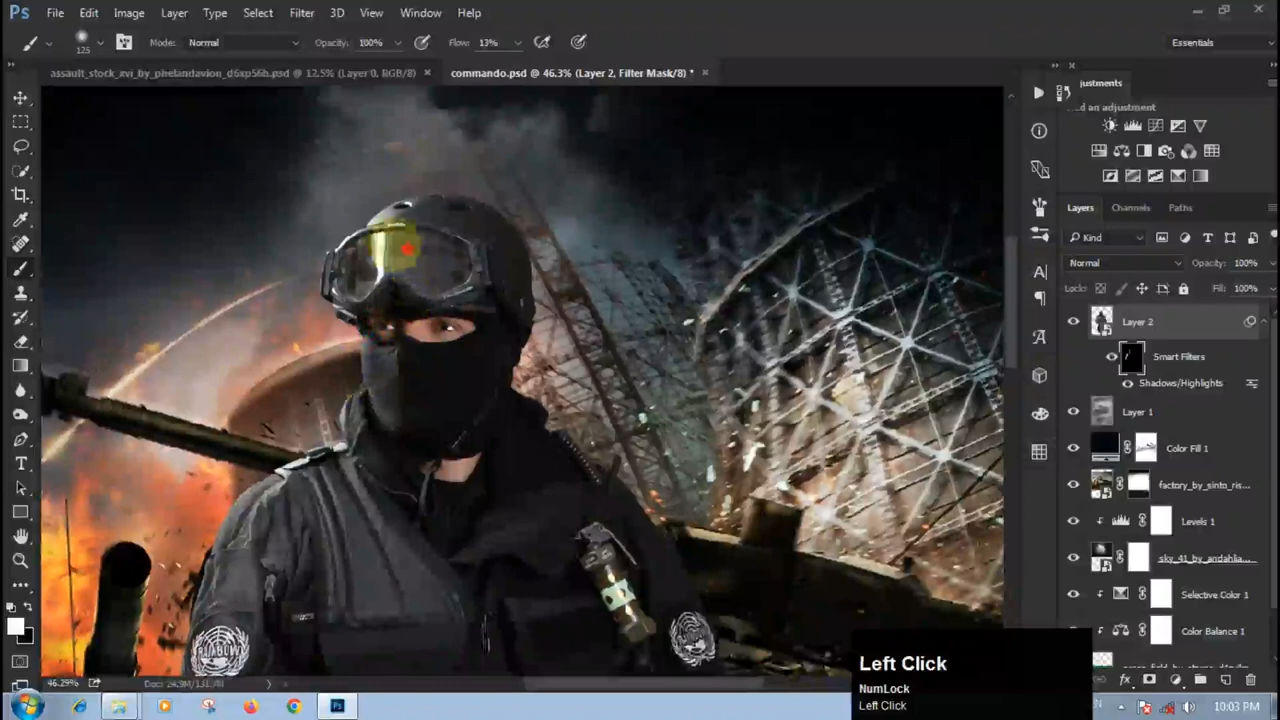 Ps File Edit Image Layer Type Select Filter 3D View Window Help
125 Mode: Normal Opacity: 100% Flow: 13% Essentials
assault_stock_xvi_by_phelandavion_d6xp56h.psd @ 12.5% (Layer 0, RGB/8) × commando.psd @ 46.3% (Layer 2, Filter Mask/8) * ×
justments
d an adjustment
Layers Channels Paths
Kind
Normal Opacity: 100%
Locks: Fill: 100%
Layer 2
Smart Filters
Shadows/Highlights
Layer 1
Color Fill 1
factory_by_sinto_ris...
Levels 1
sky_41_by_andahlia...
Selective Color 1
Color Balance 1
46.29%
Left Click
NumLock
Left Click
10:03 PM